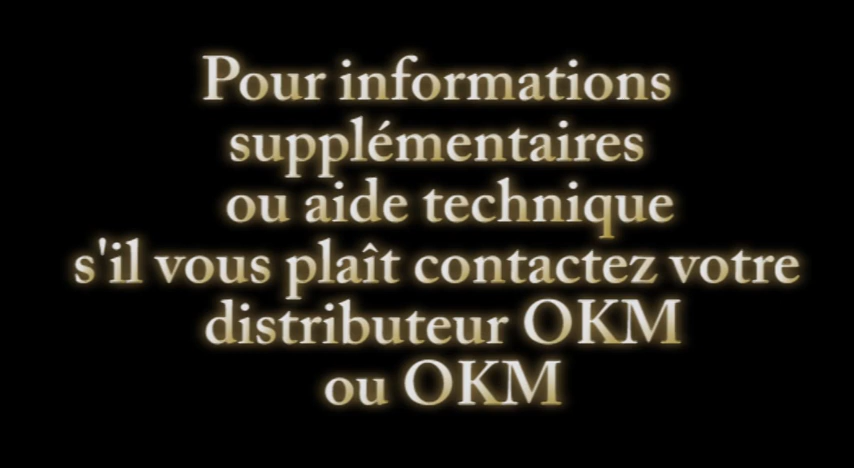 Pour informations
supplémentaires
ou aide technique
s'il vous plaît contactez votre
distributeur OKM
ou OKM